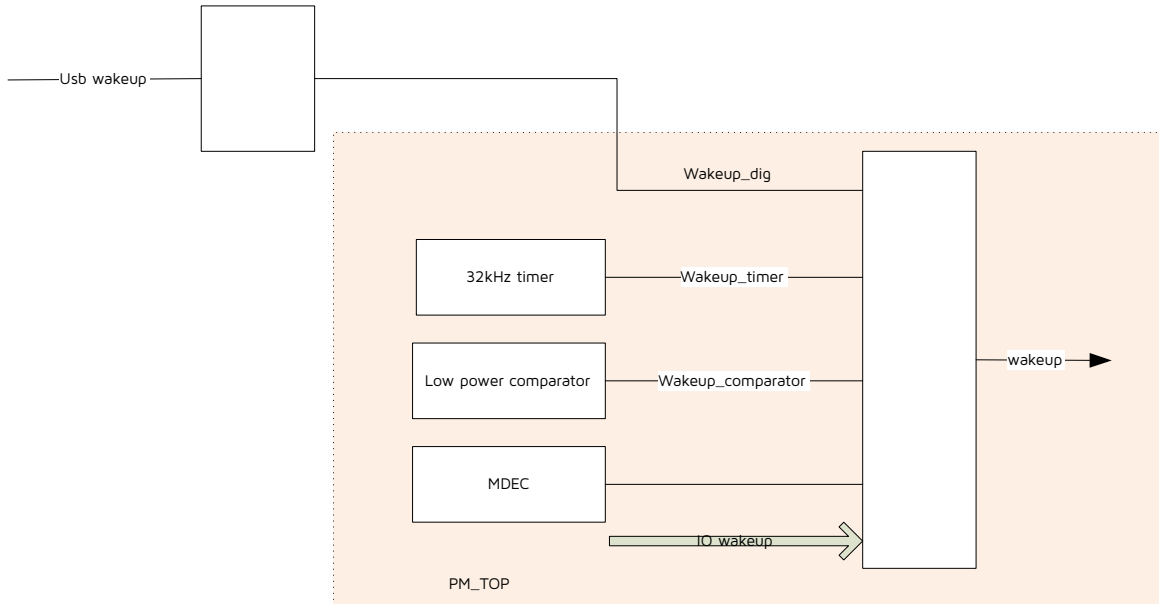 Usb wakeup
Wakeup_dig
32kHz timer
Wakeup_timer
wakeup
Low power comparator
Wakeup_comparator
MDEC
IO wakeup
PM_TOP